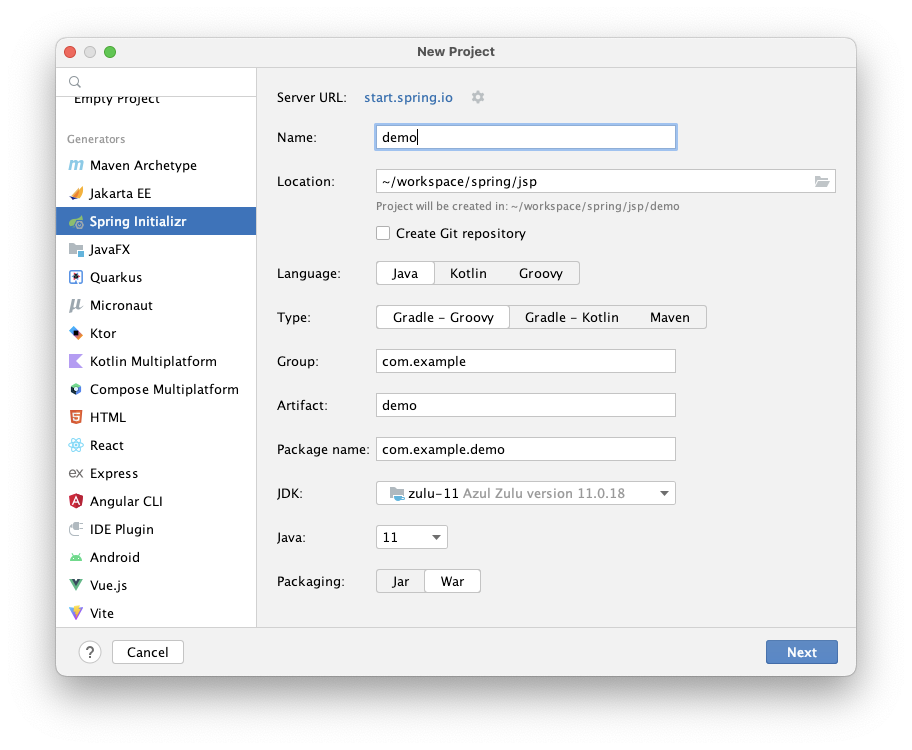 New Project
Empty Project
Generators
Maven Archetype
Jakarta EE
Spring Initializr
JavaFX
Quarkus
Micronaut
Ktor
Kotlin Multiplatform
Compose Multiplatform
HTML
React
ex Express
Angular CLI
IDE Plugin
Android
Vue.js
Vite
Server URL: start.spring.io
Name: demo
Location: ~/workspace/spring/jsp
Project will be created in: ~/workspace/spring/jsp/demo
Create Git repository
Language: Java Kotlin Groovy
Type: Gradle – Groovy Gradle – Kotlin Maven
Group: com.example
Artifact: demo
Package name: com.example.demo
JDK: zulu-11 Azul Zulu version 11.0.18
Java: 11
Packaging: Jar War
? Cancel Next